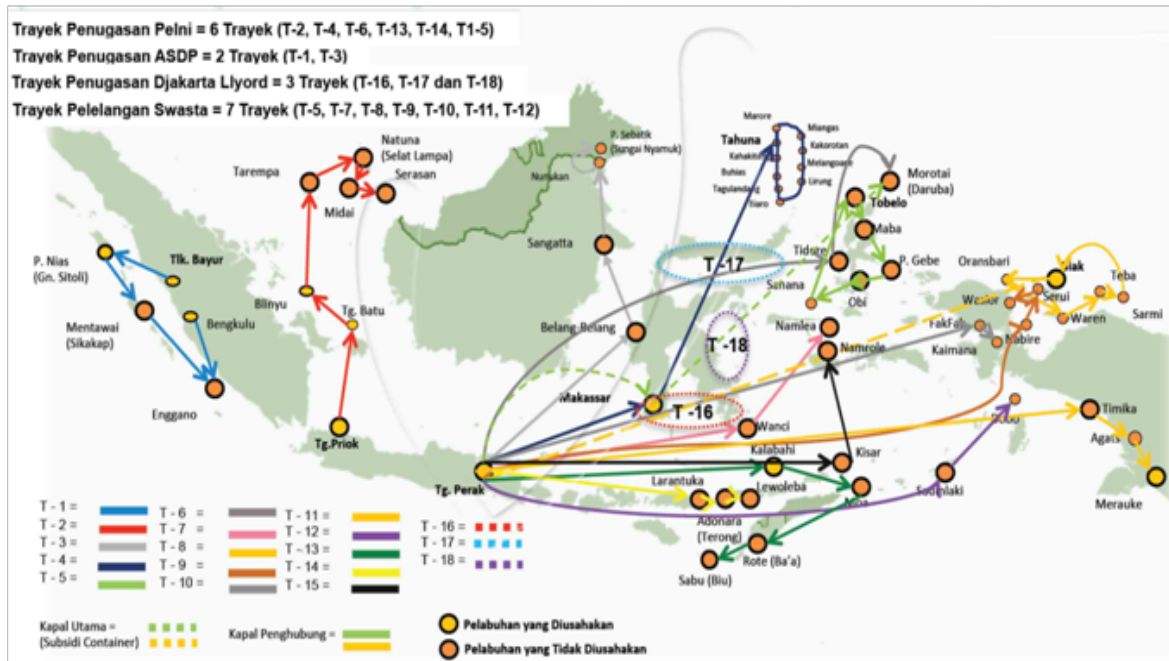 Trayek Penugasan Pelni = 6 Trayek (T-2, T-4, T-6, T-13, T-14, T1-5)
Trayek Penugasan ASDP = 2 Trayek (T-1, T-3)
Trayek Penugasan Djakarta Llyord = 3 Trayek (T-16, T-17 dan T-18)
Trayek Pelelangan Swasta = 7 Trayek (T-5, T-7, T-8, T-9, T-10, T-11, T-12)
Natuna
(Selat Lampa)
Tarempa
Serasan
Midai
P. Sebatik
(Sungai Nyamuk)
Nunukan
Marore
Miangas
Tahuna
Kakorotan
Kahakita
Melangoane
Buhias
Lirung
Tagulandang
Morotai
(Daruba)
Tobelo
Maba
P. Nias
(Gn. Sitoli)
Tlk. Bayur
Sangatta
T -17
Tidore
P. Gebe
Oransbari
Teba
Sanana
Obi
Serui
Sarmi
Waren
Blinyu
Tg. Batu
Mentawai
(Sikakap)
Bengkulu
Belang-Belang
T -18
Namlea
FakFak
Nabire
Kaimana
Namrole
Enggano
Makassar
T -16
Wanci
Tg.Priok
Timika
Kalabahi
Kisar
Agats
Tg. Perak
Larantuka
Lewoleba
Merauke
Adonara
(Terong)
Rote (Ba'a)
Sabu (Biu)
T - 1 =
T - 2 =
T - 3 =
T - 4 =
T - 5 =
T - 6 =
T - 7 =
T - 8 =
T - 9 =
T - 10 =
T - 11 =
T - 12 =
T - 13 =
T - 14 =
T - 15 =
T - 16 =
T - 17 =
T - 18 =
Kapal Utama =
(Subsidi Container)
Kapal Penghubung =
Pelabuhan yang Diusahakan
Pelabuhan yang Tidak Diusahakan